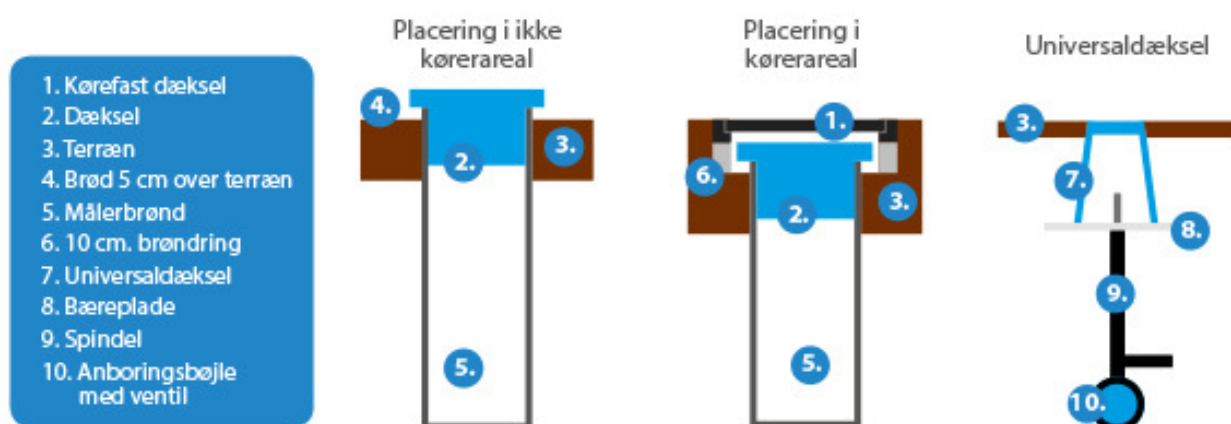 1. Kørefast dæksel
2. Dæksel
3. Terræn
4. Brød 5 cm over terræn
5. Målerbrønd
6. 10 cm. brøndring
7. Universaldæksel
8. Bæreplade
9. Spindel
10. Anboringsbøjle
med ventil
Placering i ikke
kørerareal
4.
3.
2.
5.
Placering i
kørerareal
1.
6.
3.
2.
5.
Universaldæksel
3.
7.
8.
9.
10.